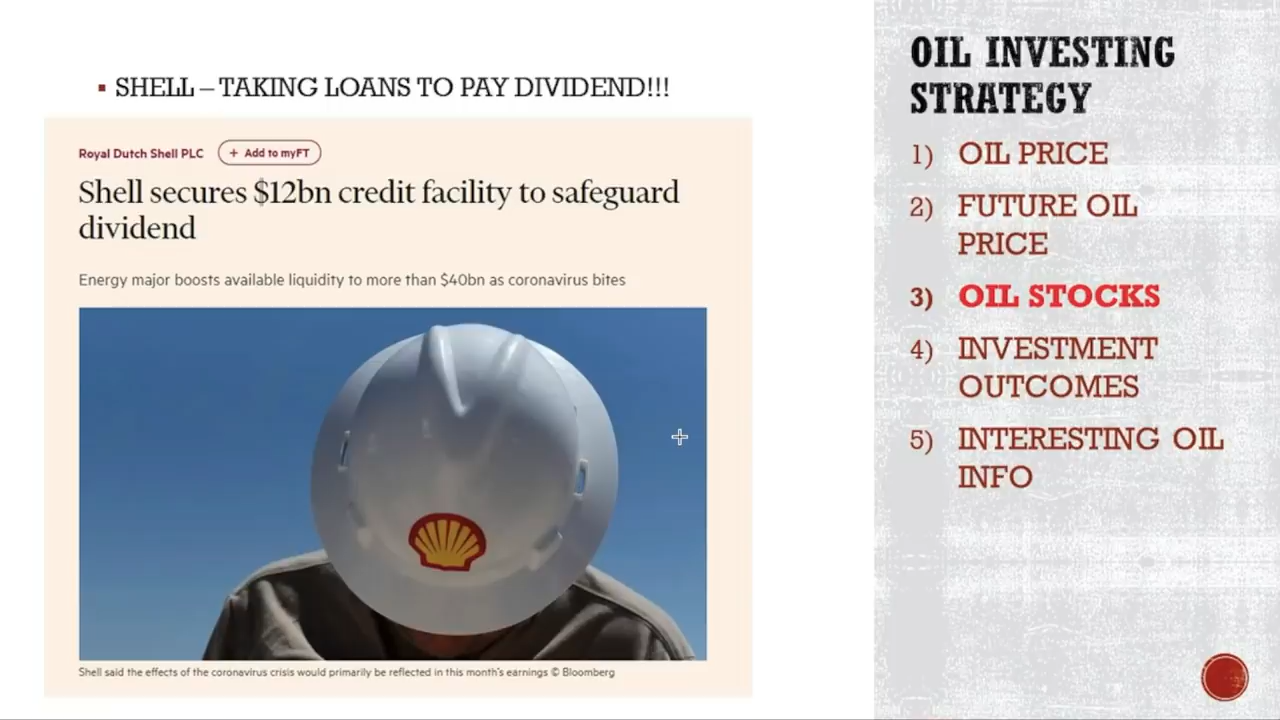 SHELL – TAKING LOANS TO PAY DIVIDEND!!!
Royal Dutch Shell PLC + Add to myFT
Shell secures $12bn credit facility to safeguard
dividend
Energy major boosts available liquidity to more than $40bn as coronavirus bites
Shell said the effects of the coronavirus crisis would primarily be reflected in this month's earnings © Bloomberg
OIL INVESTING
STRATEGY
1) OIL PRICE
2) FUTURE OIL
PRICE
3) OIL STOCKS
4) INVESTMENT
OUTCOMES
5) INTERESTING OIL
INFO